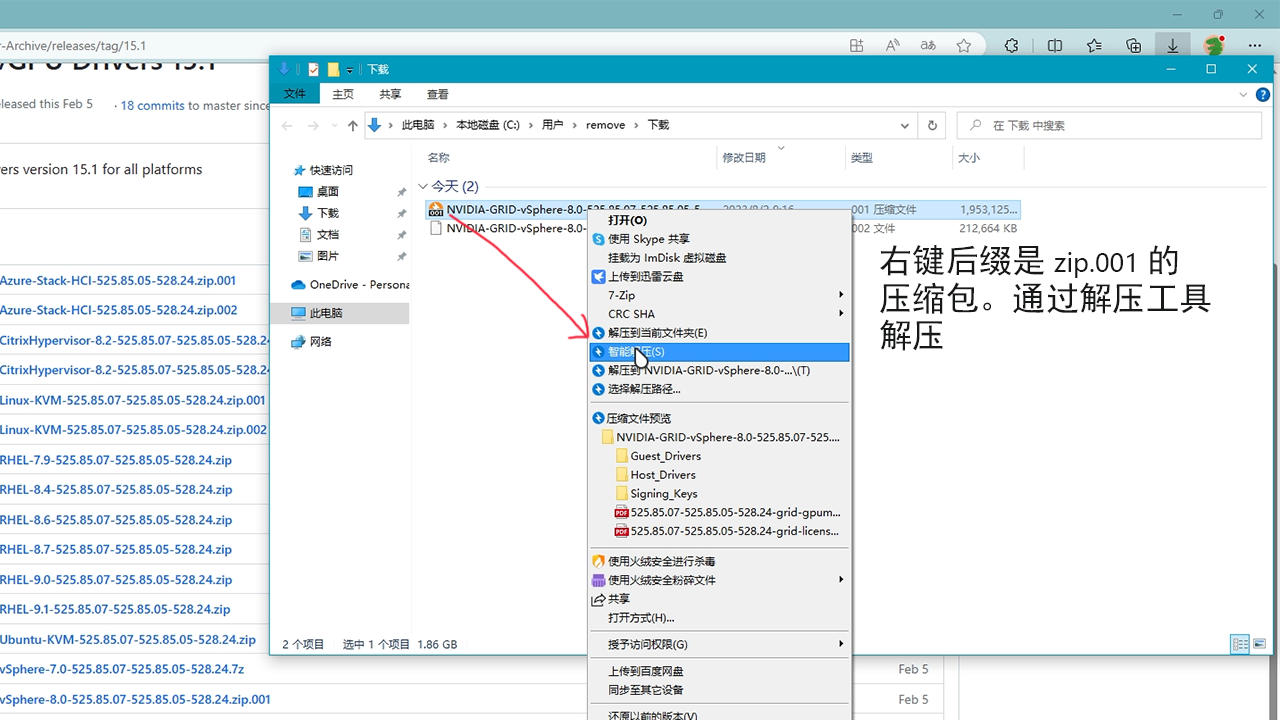 r-Archive/releases/tag/15.1
vGPU Drivers 15.1
eleased this Feb 5
· 18 commits to master since
ers version 15.1 for all platforms
Azure-Stack-HCI-525.85.07-525.85.05-528.24.zip.001
Azure-Stack-HCI-525.85.07-525.85.05-528.24.zip.002
CitrixHypervisor-8.2-525.85.07-525.85.05-528.24
CitrixHypervisor-8.2-525.85.07-525.85.05-528.2
Linux-KVM-525.85.07-525.85.05-528.24.zip.001
Linux-KVM-525.85.07-525.85.05-528.24.zip.002
RHEL-7.9-525.85.07-525.85.05-528.24.zip
RHEL-8.4-525.85.07-525.85.05-528.24.zip
RHEL-8.6-525.85.07-525.85.05-528.24.zip
RHEL-8.7-525.85.07-525.85.05-528.24.zip
RHEL-9.0-525.85.07-525.85.05-528.24.zip
RHEL-9.1-525.85.07-525.85.05-528.24.zip
Ubuntu-KVM-525.85.07-525.85.05-528.24.zip
vSphere-7.0-525.85.07-525.85.05-528.24.7z
Feb 5
vSphere-8.0-525.85.07-525.85.05-528.24.zip.001
Feb 5
下载
文件 主页 共享 查看
此电脑 › 本地磁盘 (C:) › 用户 › remove › 下载
在 下载 中搜索
快速访问
桌面
下载
文档
图片
OneDrive - Persona
此电脑
网络
名称 修改日期 类型 大小
今天 (2)
NVIDIA-GRID-vSphere-8.0-525.85.07-525.85.05-5... 2023/8/2 9:16 001 压缩文件 1,953,125...
NVIDIA-GRID-vSphere-8.0- 002 文件 212,664 KB
打开(O)
使用 Skype 共享
挂载为 ImDisk 虚拟磁盘
上传到迅雷云盘
7-Zip
CRC SHA
解压到当前文件夹(E)
智能解压(S)
解压到 NVIDIA-GRID-vSphere-8.0-...\(T)
选择解压路径...
压缩文件预览
NVIDIA-GRID-vSphere-8.0-525.85.07-525....
Guest_Drivers
Host_Drivers
Signing_Keys
525.85.07-525.85.05-528.24-grid-gpum...
525.85.07-525.85.05-528.24-grid-licens...
使用火绒安全进行杀毒
使用火绒安全粉碎文件
共享
打开方式(H)...
授予访问权限(G)
上传到百度网盘
同步至其它设备
还原以前的版本(V)
右键后缀是 zip.001 的
压缩包。通过解压工具
解压
2 个项目 选中 1 个项目 1.86 GB